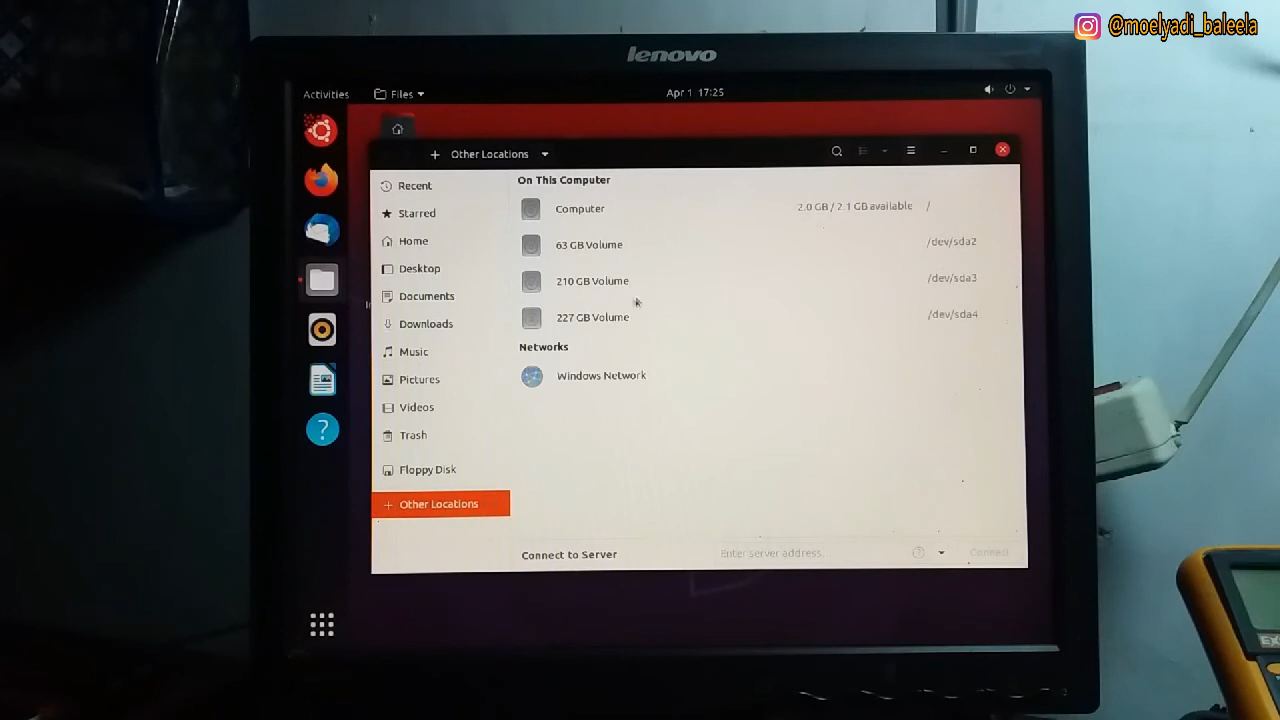 @moelyadi_baleela
lenovo
Activities
Files
Apr 1 17:25
Other Locations
Recent
Starred
Home
Desktop
Documents
Downloads
Music
Pictures
Videos
Trash
Floppy Disk
+ Other Locations
On This Computer
Computer 2.0 GB / 2.1 GB available /
63 GB Volume /dev/sda2
210 GB Volume /dev/sda3
227 GB Volume /dev/sda4
Networks
Windows Network
Connect to Server
Enter server address...
Connect
EX